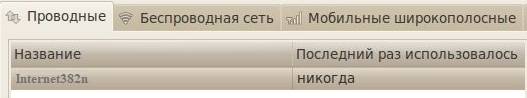 Проводные Беспроводная сеть Мобильные широкополосные
Название Последний раз использовалось
Internet382n никогда